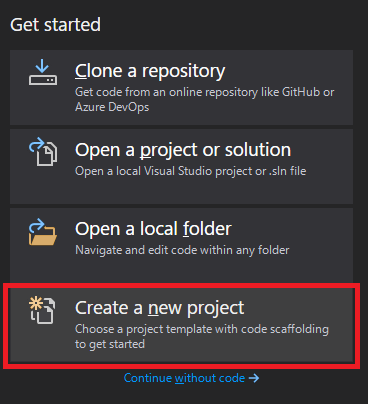 Get started
Clone a repository
Get code from an online repository like GitHub or
Azure DevOps
Open a project or solution
Open a local Visual Studio project or .sln file
Open a local folder
Navigate and edit code within any folder
Create a new project
Choose a project template with code scaffolding
to get started
Continue without code →